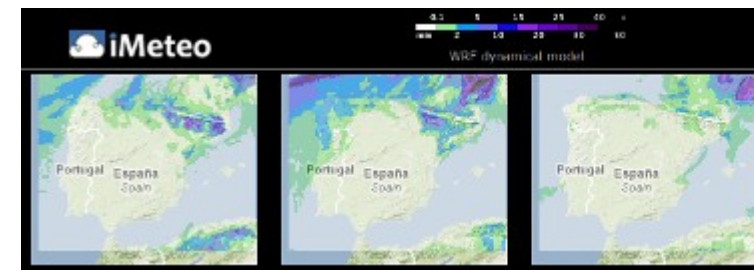 0.1 5 15 25 40
iMeteo
mm 2 10 20 30 50
WRF dynamical model
Portugal España
Spain
Portugal España
Spain
Portugal España
Spain